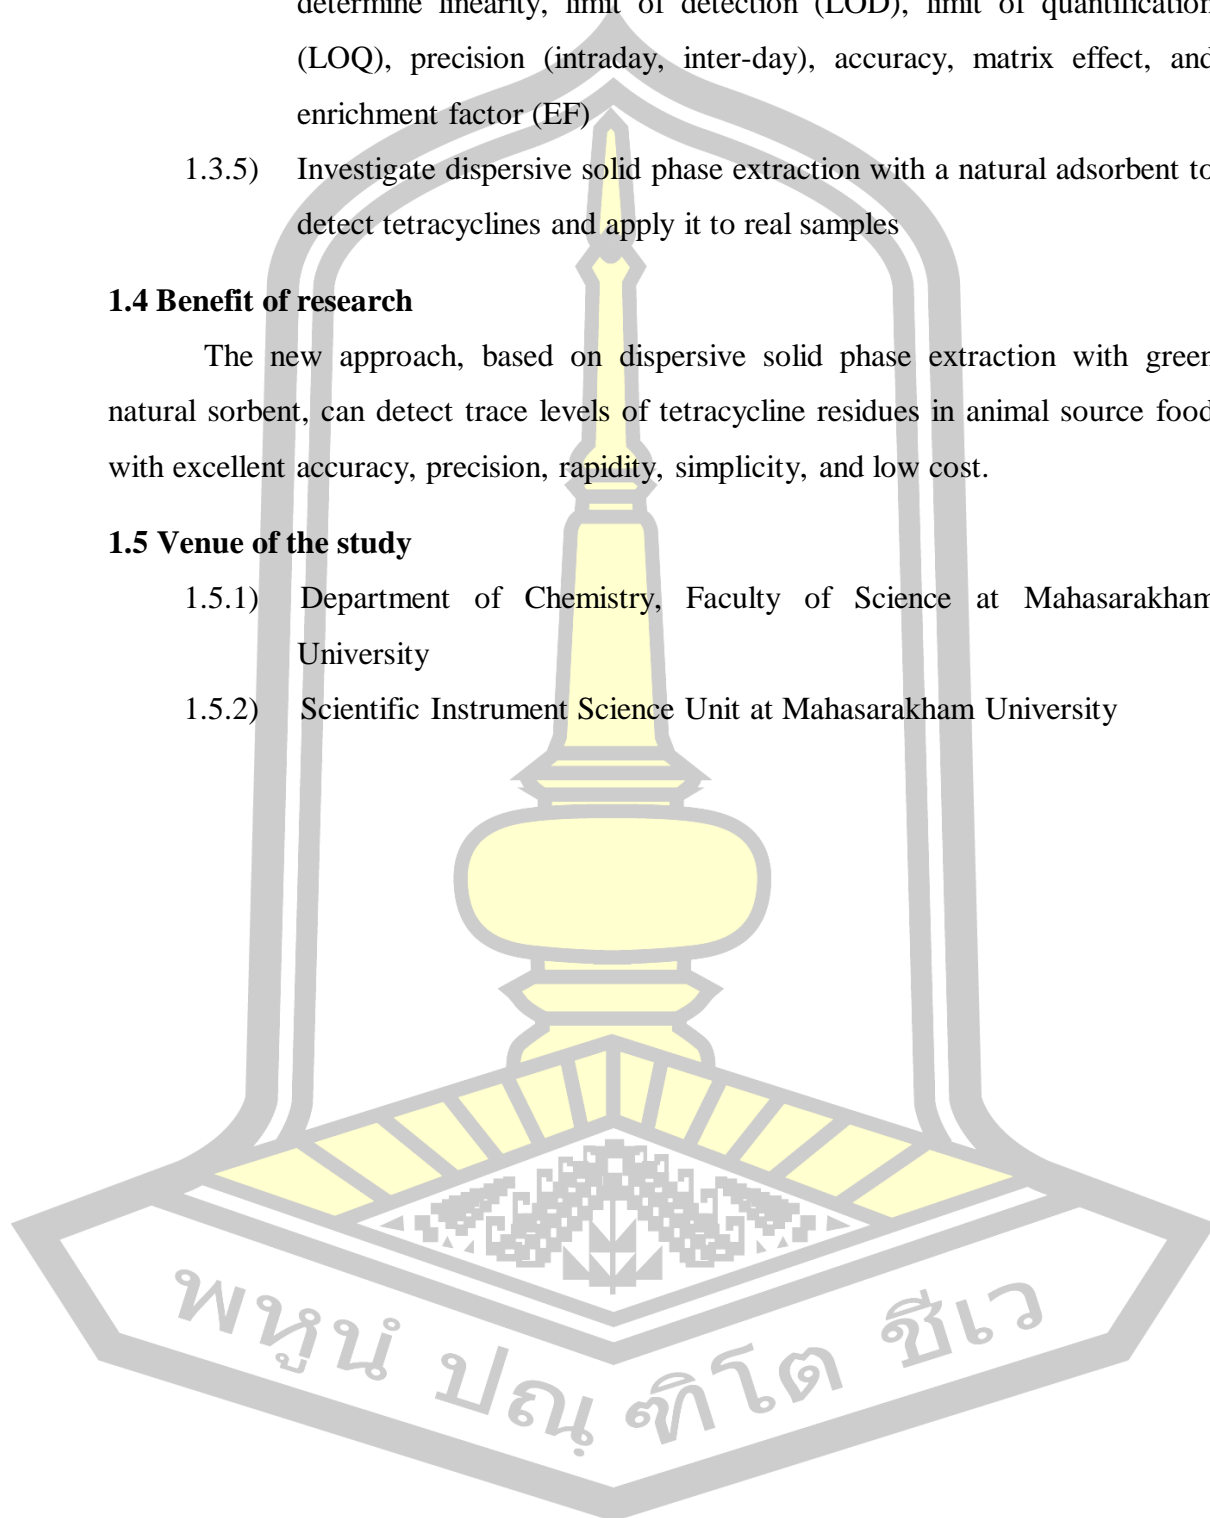 determine linearity, limit of detection (LOD), limit of quantification
(LOQ), precision (intraday, inter-day), accuracy, matrix effect, and
enrichment factor (EF)
1.3.5) Investigate dispersive solid phase extraction with a natural adsorbent to
detect tetracyclines and apply it to real samples
1.4 Benefit of research
The new approach, based on dispersive solid phase extraction with green
natural sorbent, can detect trace levels of tetracycline residues in animal source food
with excellent accuracy, precision, rapidity, simplicity, and low cost.
1.5 Venue of the study
1.5.1) Department of Chemistry, Faculty of Science at Mahasarakham
University
1.5.2) Scientific Instrument Science Unit at Mahasarakham University
พหูนํ ปณฺฑิโต ชีเว